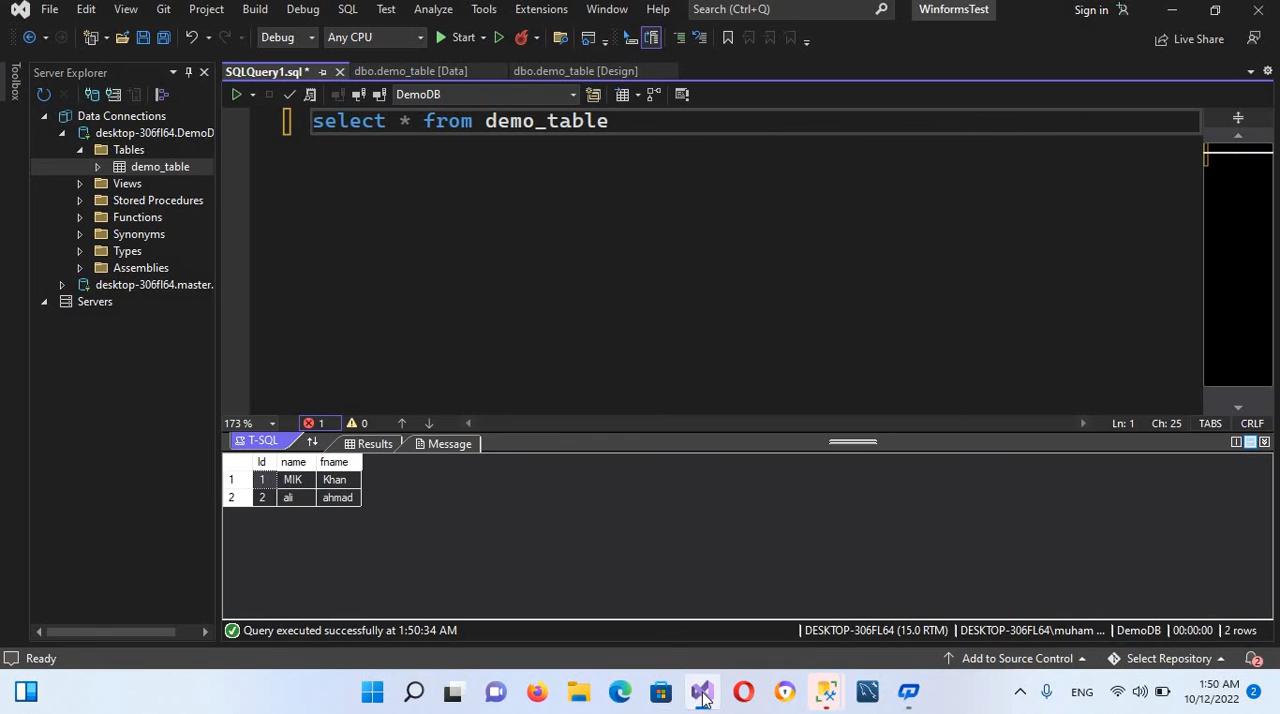 File Edit View Git Project Build Debug SQL Test Analyze Tools Extensions Window Help Search (Ctrl+Q) WinformsTest Sign in
Debug Any CPU Start Live Share
Toolbox
Server Explorer
SQLQuery1.sql * dbo.demo_table [Data] dbo.demo_table [Design]
DemoDB
Data Connections
desktop-306fl64.DemoD
Tables
demo_table
Views
Stored Procedures
Functions
Synonyms
Types
Assemblies
desktop-306fl64.master.
Servers
select * from demo_table
173 % 1 0 Ln: 1 Ch: 25 TABS CRLF
T-SQL Results Message
Id name fname
1 1 MIK Khan
2 2 ali ahmad
Query executed successfully at 1:50:34 AM DESKTOP-306FL64 (15.0 RTM) DESKTOP-306FL64\muham ... DemoDB 00:00:00 2 rows
Ready Add to Source Control Select Repository 2
ENG 1:50 AM 2
10/12/2022